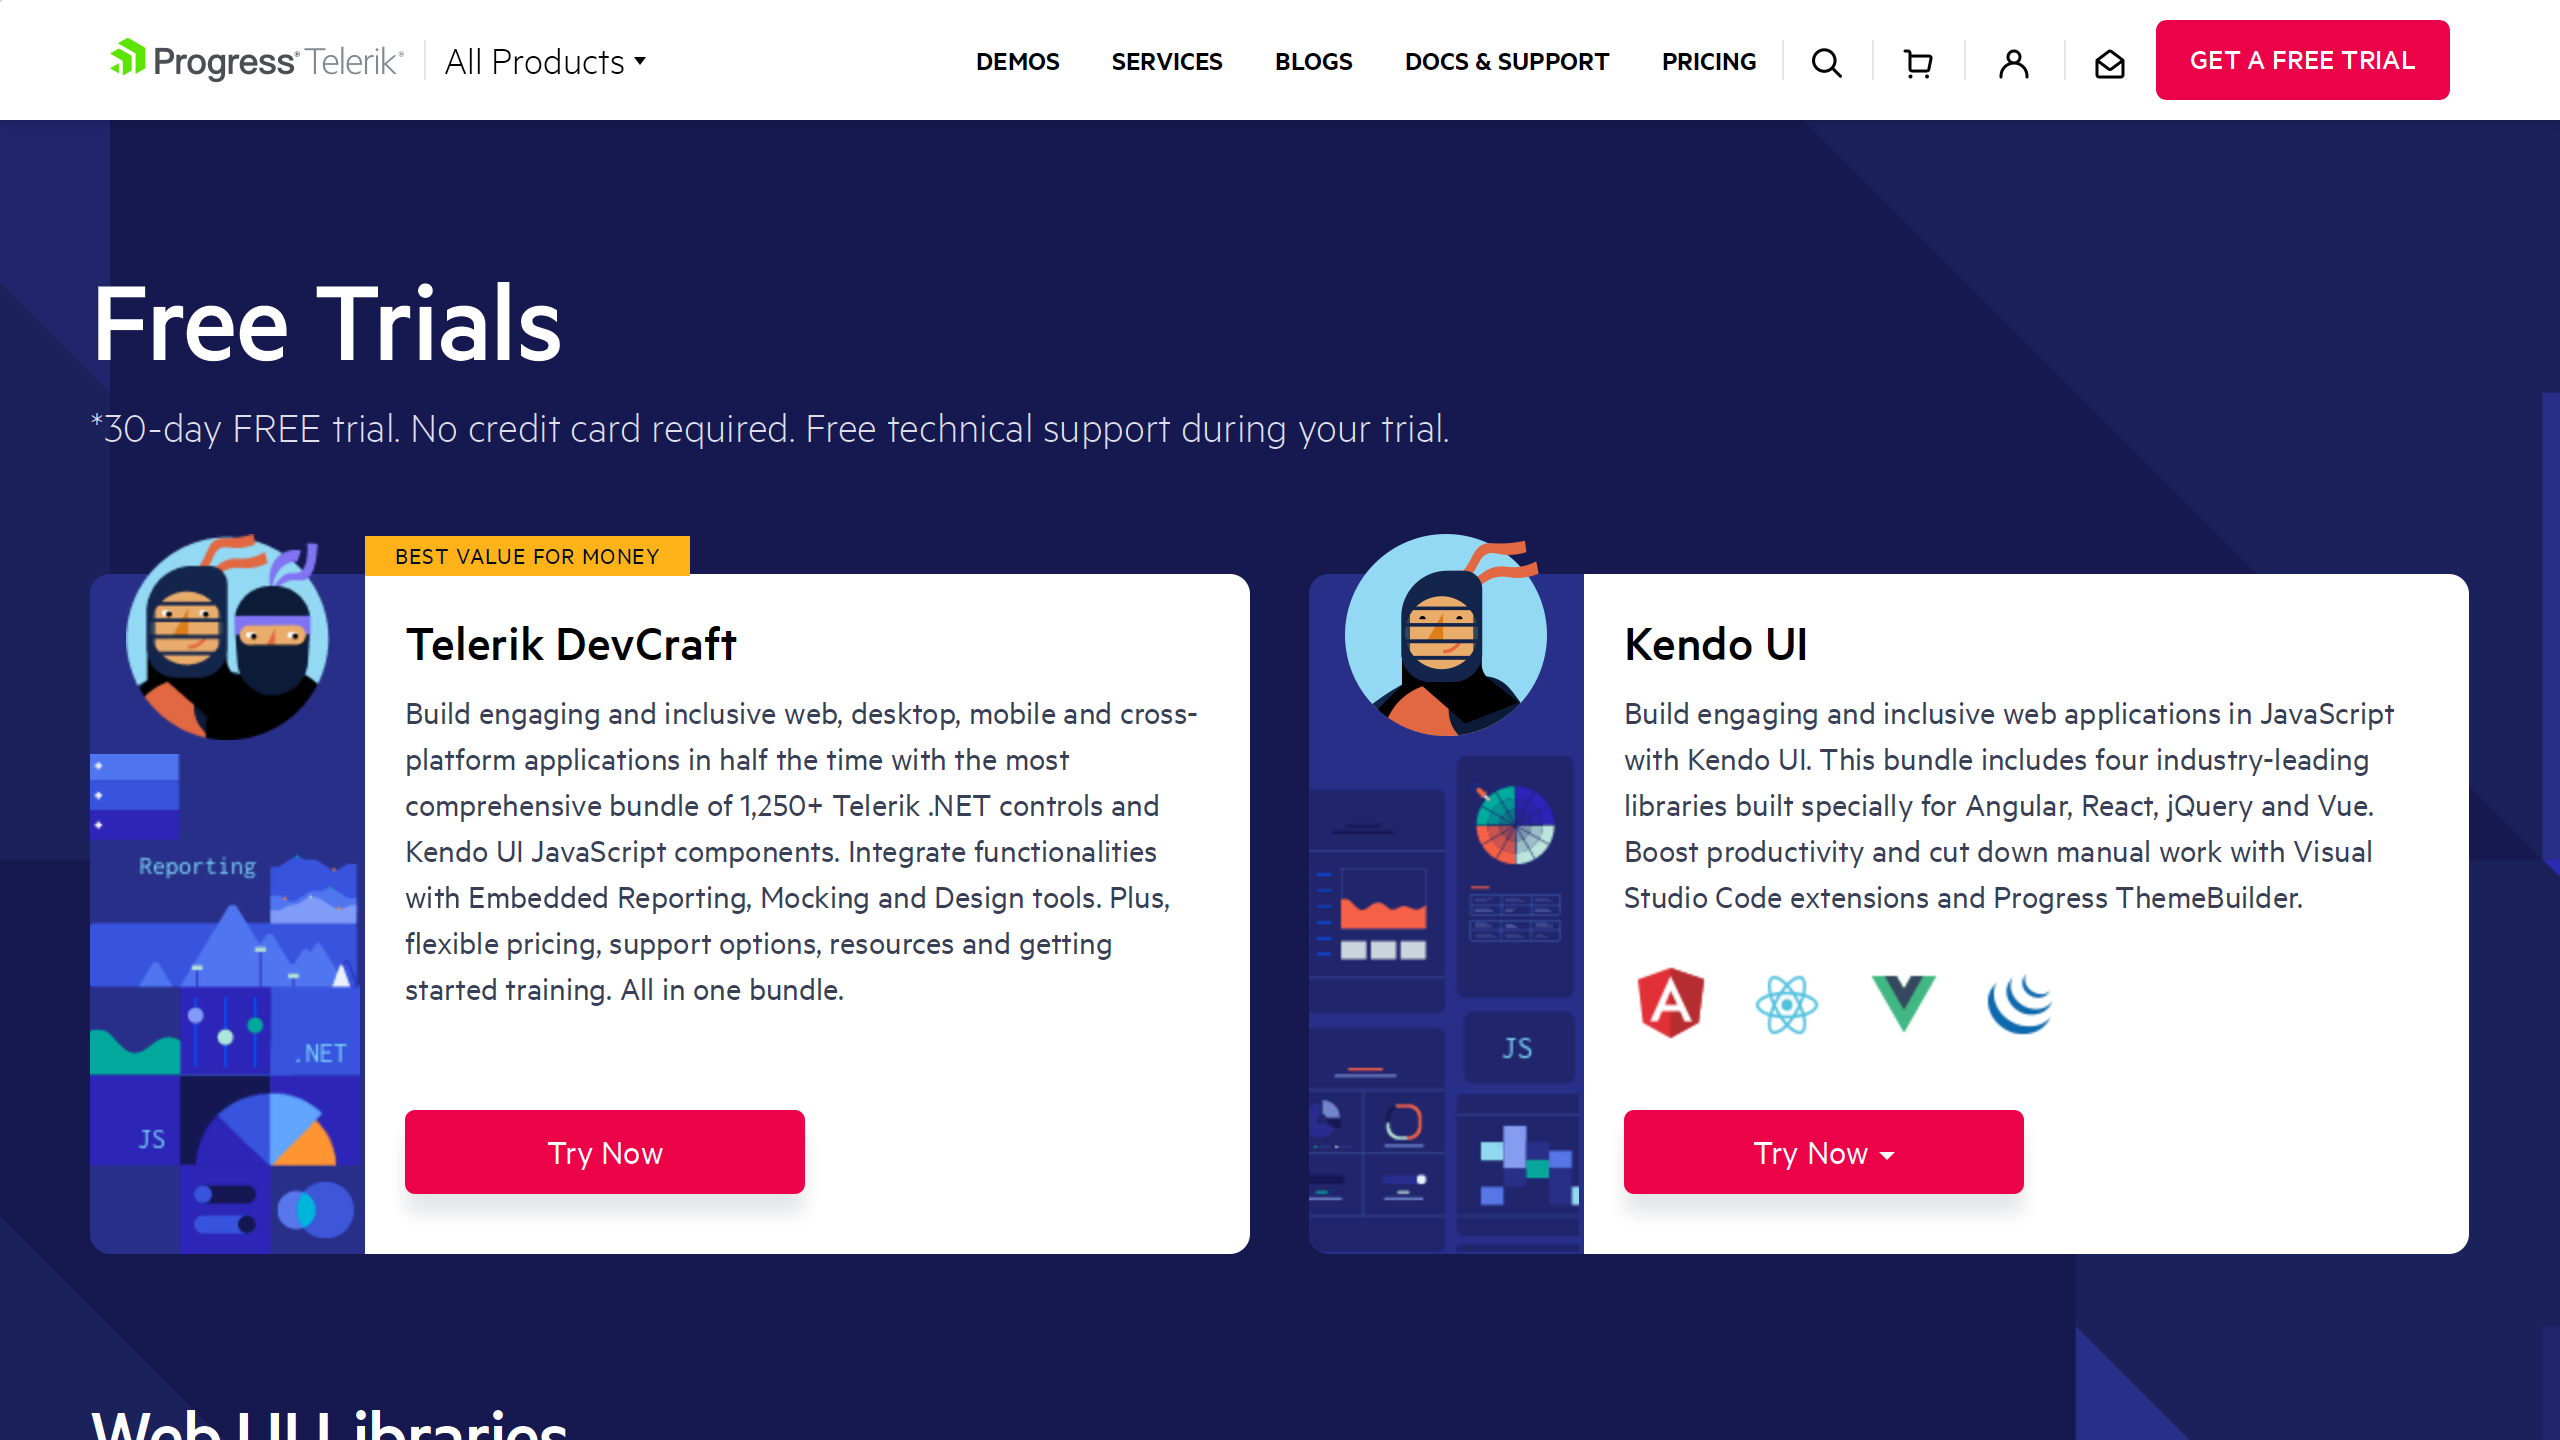 Progress® Telerik®
All Products
DEMOS
SERVICES
BLOGS
DOCS & SUPPORT
PRICING
GET A FREE TRIAL
Free Trials
*30-day FREE trial. No credit card required. Free technical support during your trial.
BEST VALUE FOR MONEY
Telerik DevCraft
Build engaging and inclusive web, desktop, mobile and cross-
platform applications in half the time with the most
comprehensive bundle of 1,250+ Telerik .NET controls and
Kendo UI JavaScript components. Integrate functionalities
with Embedded Reporting, Mocking and Design tools. Plus,
flexible pricing, support options, resources and getting
started training. All in one bundle.
Try Now
Reporting
.NET
JS
Kendo UI
Build engaging and inclusive web applications in JavaScript
with Kendo UI. This bundle includes four industry-leading
libraries built specially for Angular, React, jQuery and Vue.
Boost productivity and cut down manual work with Visual
Studio Code extensions and Progress ThemeBuilder.
A
JS
Try Now
Web UI Libraries